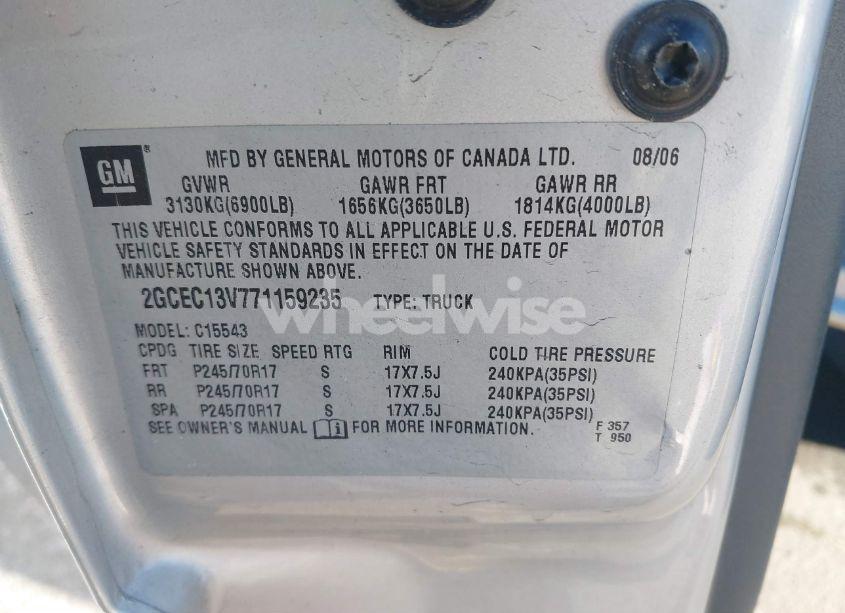 GM
®
MFD BY GENERAL MOTORS OF CANADA LTD. 08/06
GVWR GAWR FRT GAWR RR
3130KG(6900LB) 1656KG(3650LB) 1814KG(4000LB)
THIS VEHICLE CONFORMS TO ALL APPLICABLE U.S. FEDERAL MOTOR
VEHICLE SAFETY STANDARDS IN EFFECT ON THE DATE OF
MANUFACTURE SHOWN ABOVE.
2GCEC13V771159235 TYPE: TRUCK
wheelwise
MODEL: C15543
CPDG TIRE SIZE SPEED RTG RIM COLD TIRE PRESSURE
FRT P245/70R17 S 17X7.5J 240KPA(35PSI)
RR P245/70R17 S 17X7.5J 240KPA(35PSI)
SPA P245/70R17 S 17X7.5J 240KPA(35PSI)
SEE OWNER'S MANUAL i FOR MORE INFORMATION.
F 357
T 950